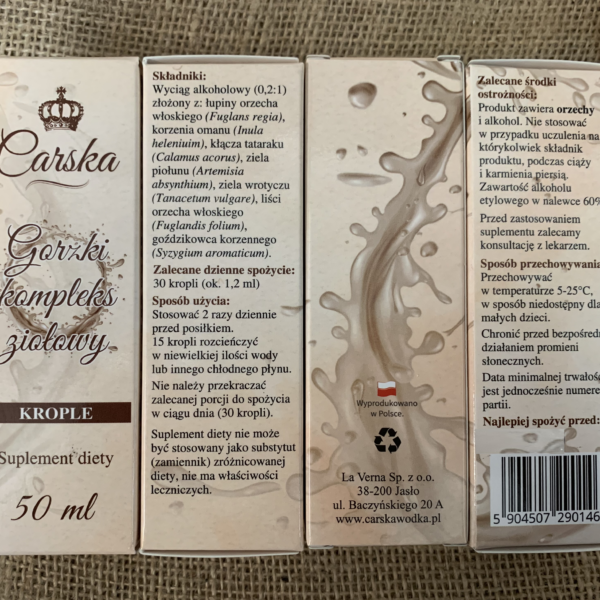 Carska
Gorzki
kompleks
ziołowy
KROPLE
Suplement diety
50 ml
Składniki:
Wyciąg alkoholowy (0,2:1)
złożony z: łupiny orzecha
włoskiego (Fuglans regia),
korzenia omanu (Inula
helenieium), kłącza tataraku
(Calamus acorus), ziela
piołunu (Artemisia
absynthium), ziela wrotyczu
(Tanacetum vulgare), liści
orzecha włoskiego
(Fuglandis folium),
goździkowca korzennego
(Syzygium aromaticum).
Zalecane dzienne spożycie:
30 kropli (ok. 1,2 ml)
Sposób użycia:
Stosować 2 razy dziennie
przed posiłkiem.
15 kropli rozcieńczyć
w niewielkiej ilości wody
lub innego chłodnego płynu.
Nie należy przekraczać
zalecanej porcji do spożycia
w ciągu dnia (30 kropli).
Suplement diety nie może
być stosowany jako substytut
(zamiennik) zróżnicowanej
diety, nie ma właściwości
leczniczych.
Wyprodukowano
w Polsce.
La Verna Sp. z o.o.
38-200 Jasło
ul. Baczyńskiego 20 A
www.carskawodka.pl
Zalecane środki
ostrożności:
Produkt zawiera orzechy
i alkohol. Nie stosować
w przypadku uczulenia na
którykolwiek składnik
produktu, podczas ciąży
i karmienia piersią.
Zawartość alkoholu
etylowego w nalewce 60%
Przed zastosowaniem
suplementu zalecamy
konsultację z lekarzem.
Sposób przechowywania
Przechowywać
w temperaturze 5-25°C,
w sposób niedostępny dla
małych dzieci.
Chronić przed bezpośred
działaniem promieni
słonecznych.
Data minimalnej trwałoś
jest jednocześnie numere
partii.
Najlepiej spożyć przed:
5 904507 290146